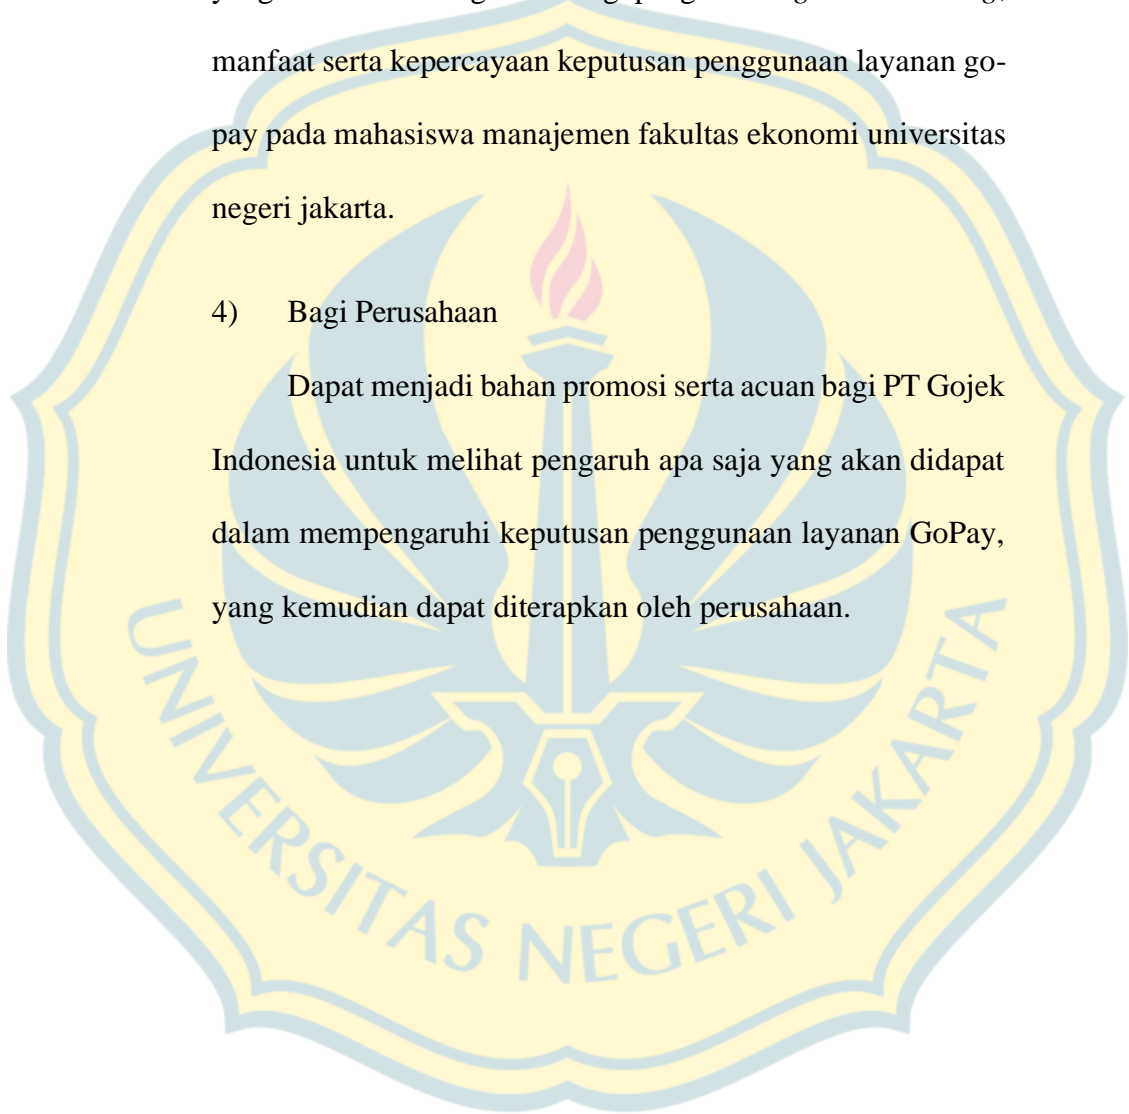 manfaat serta kepercayaan keputusan penggunaan layanan go-
pay pada mahasiswa manajemen fakultas ekonomi universitas
negeri jakarta.
4) Bagi Perusahaan
Dapat menjadi bahan promosi serta acuan bagi PT Gojek
Indonesia untuk melihat pengaruh apa saja yang akan didapat
dalam mempengaruhi keputusan penggunaan layanan GoPay,
yang kemudian dapat diterapkan oleh perusahaan.
UNIVERSITAS NEGERI JAKARTA